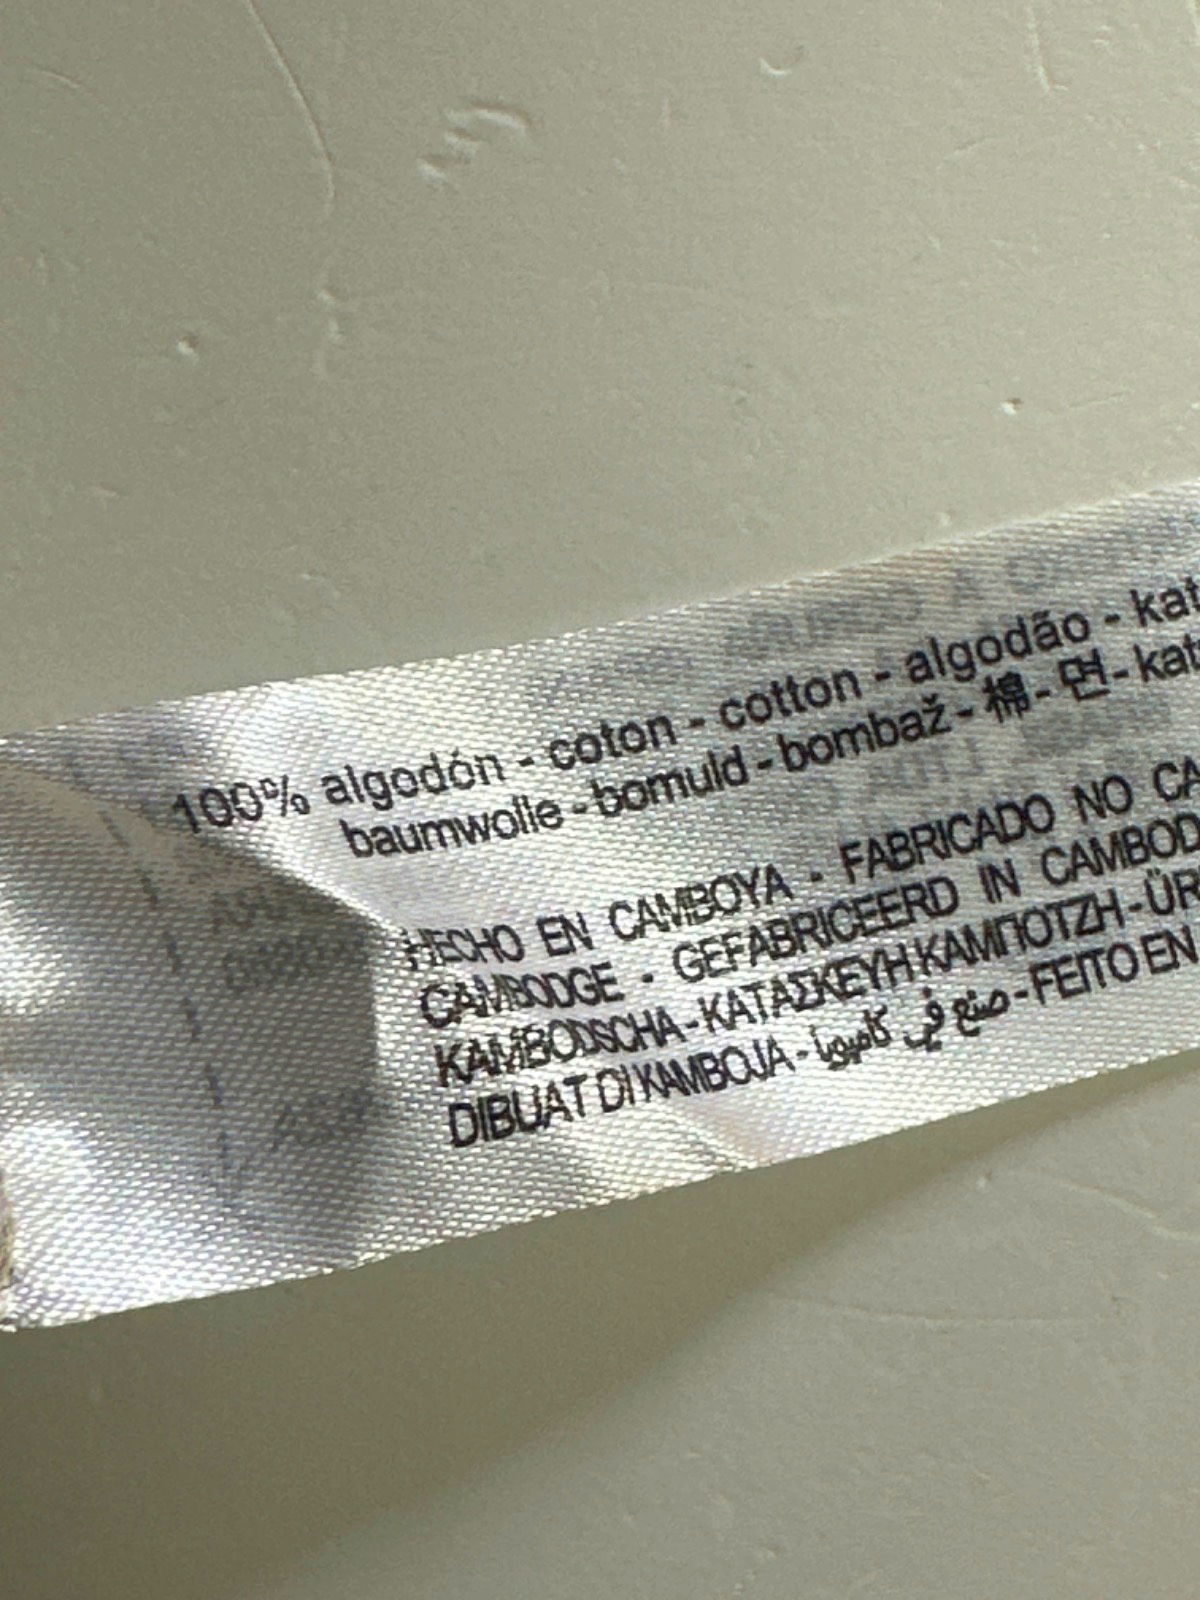 100% algodón - coton - cotton - algodão - kat
baumwolle - bomuld - bombaž - 棉 - 면 - kat
HECHO EN CAMBOYA - FABRICADO NO CA
CAMBODGE - GEFABRICEERD IN CAMBOD
KAMBODSCHA - ΚΑΤΑΣΚΕΥΗ ΚΑΜΠΟΤΖΗ - ÜR
DIBUAT DI KAMBOJA - صنع في كامبوديا - FEITO EN